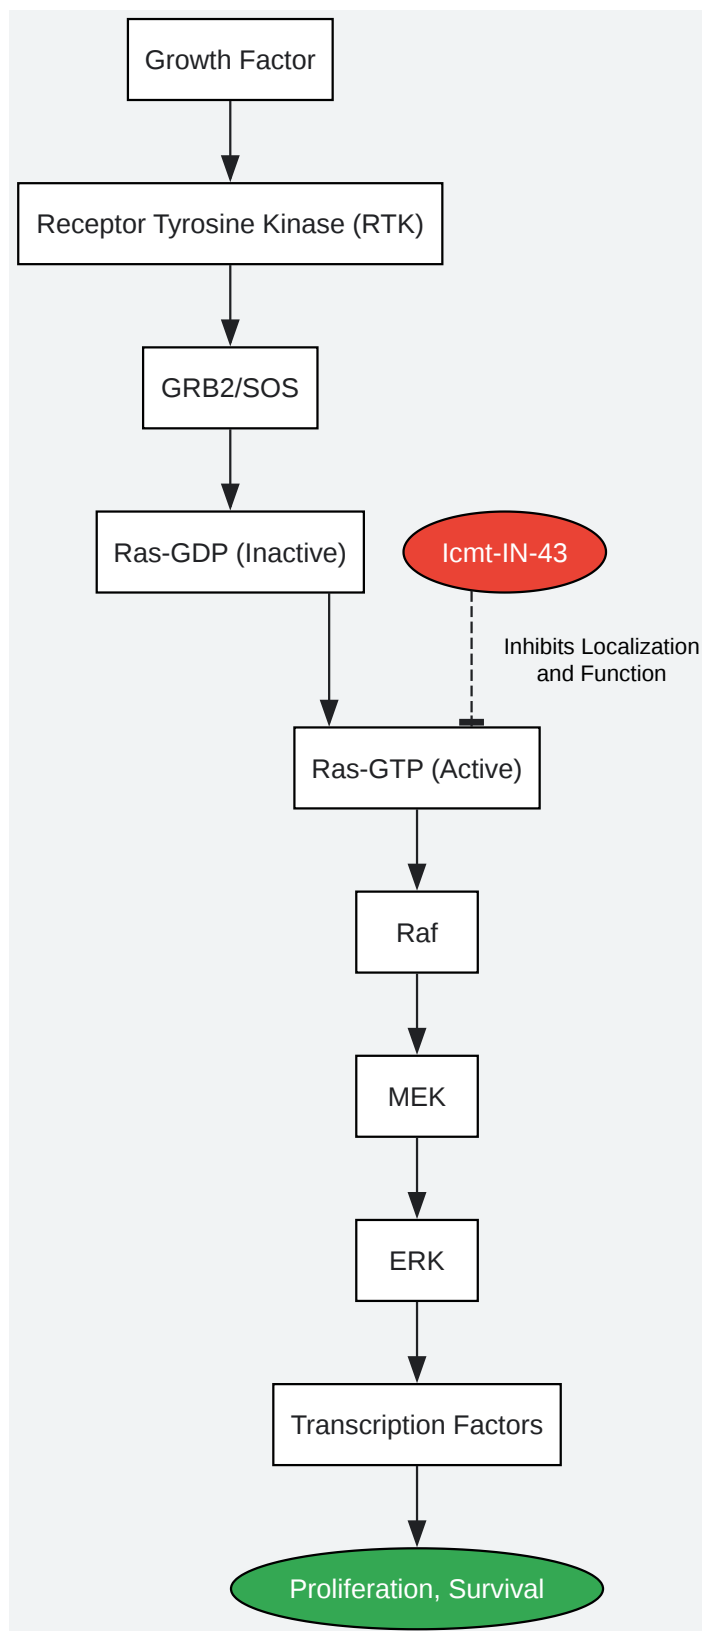 Growth Factor
Receptor Tyrosine Kinase (RTK)
GRB2/SOS
Ras-GDP (Inactive)
Icmt-IN-43
Inhibits Localization
and Function
Ras-GTP (Active)
Raf
MEK
ERK
Transcription Factors
Proliferation, Survival